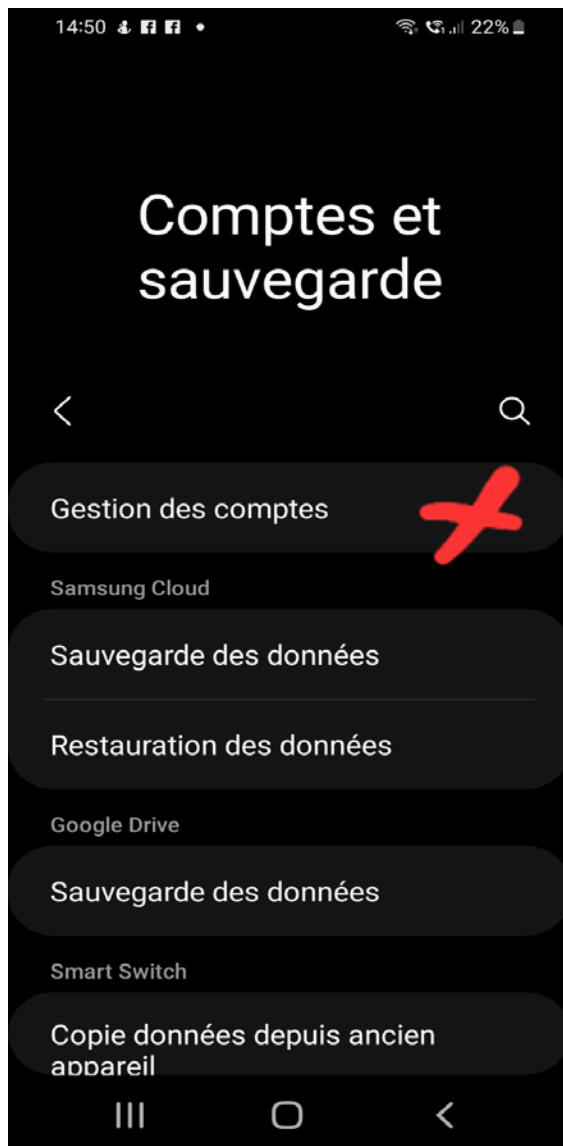 14:50
22%
Comptes et
sauvegarde
Gestion des comptes
Samsung Cloud
Sauvegarde des données
Restauration des données
Google Drive
Sauvegarde des données
Smart Switch
Copie données depuis ancien
appareil